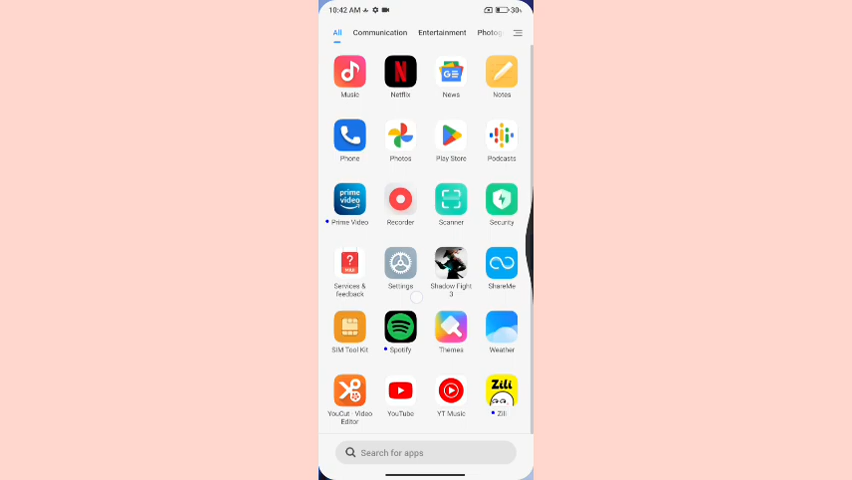 10:42 AM
30
All Communication Entertainment Photog
Music Netflix News Notes
Phone Photos Play Store Podcasts
prime
video
Prime Video Recorder Scanner Security
Services &
feedback
Settings
Shadow Fight
3
ShareMe
SIM Tool Kit Spotify Themes Weather
Zili
YouCut - Video
Editor
YouTube YT Music Zili
Search for apps